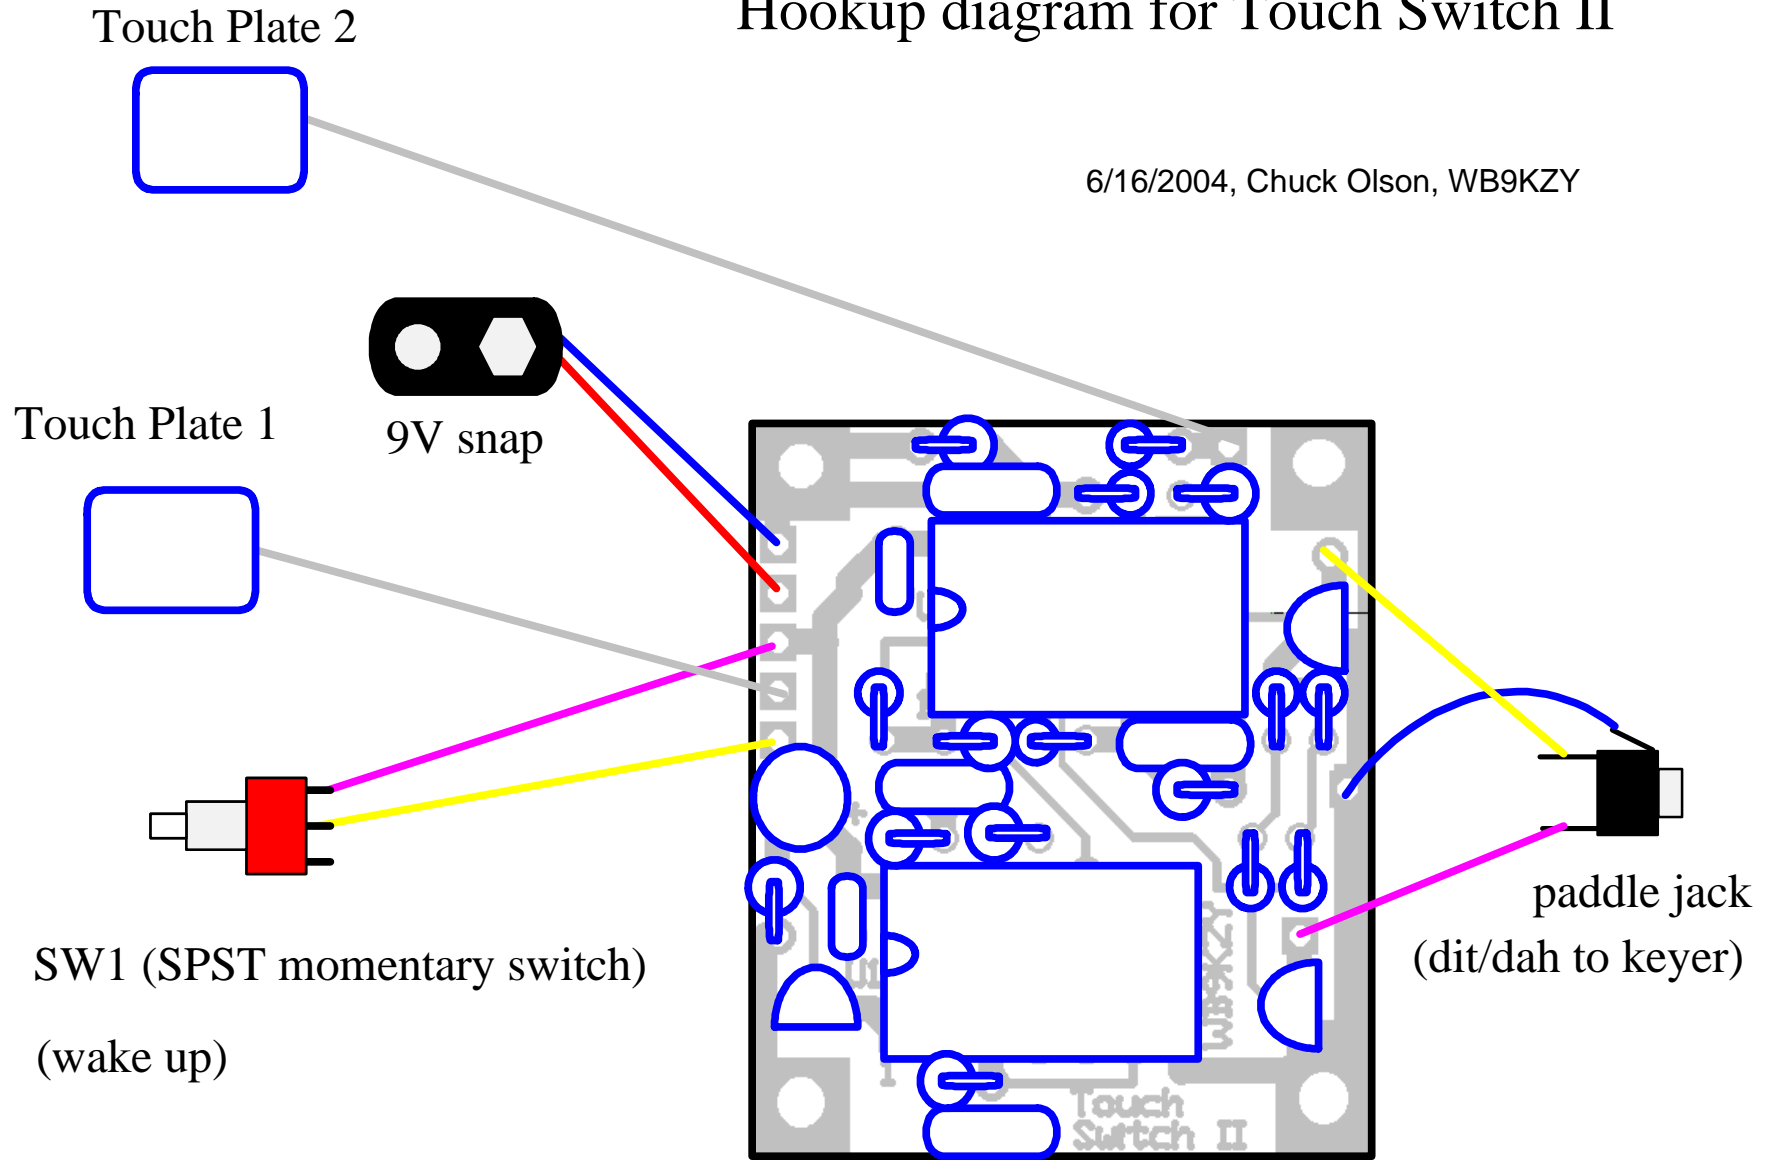 Hookup diagram for Touch Switch II
Touch Plate 2
6/16/2004, Chuck Olson, WB9KZY
Touch Plate 1
9V snap
paddle jack
(dit/dah to keyer)
SW1 (SPST momentary switch)
(wake up)
WB9KZY
Touch
Switch II